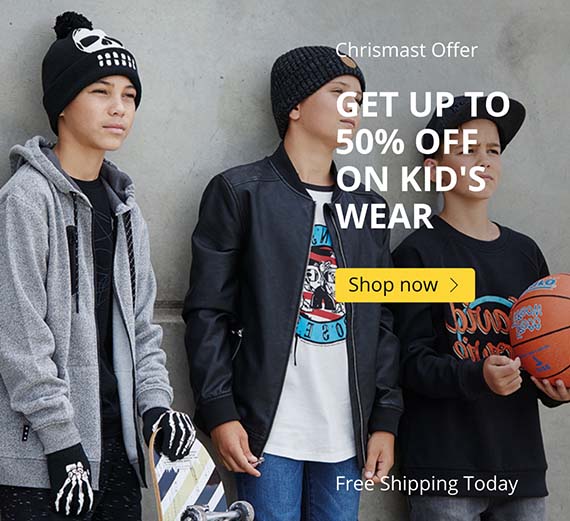 Chrismast Offer
GET UP TO
50% OFF
ON KID'S
WEAR
Shop now
Free Shipping Today